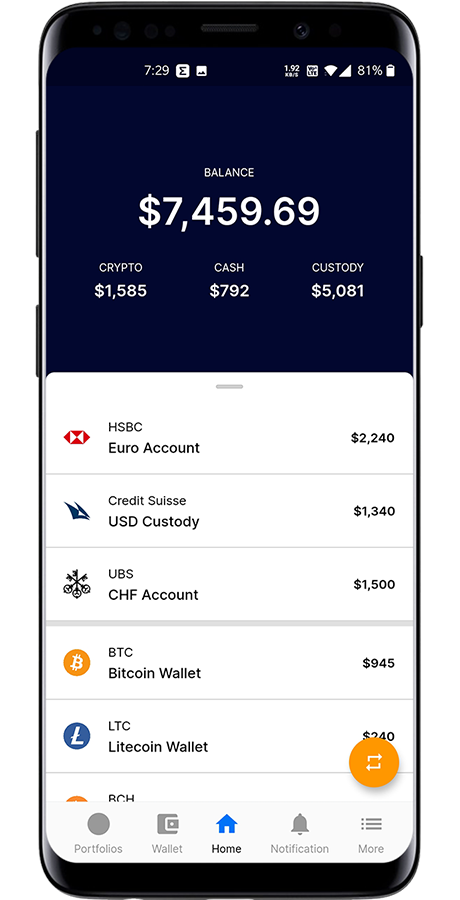 7:29 1.92 KB/S 81%
BALANCE
$7,459.69
CRYPTO CASH CUSTODY
$1,585 $792 $5,081
HSBC
Euro Account
$2,240
Credit Suisse
USD Custody
$1,340
UBS
CHF Account
$1,500
BTC
Bitcoin Wallet
$945
LTC
Litecoin Wallet
$240
BCH
Portfolios Wallet Home Notification More